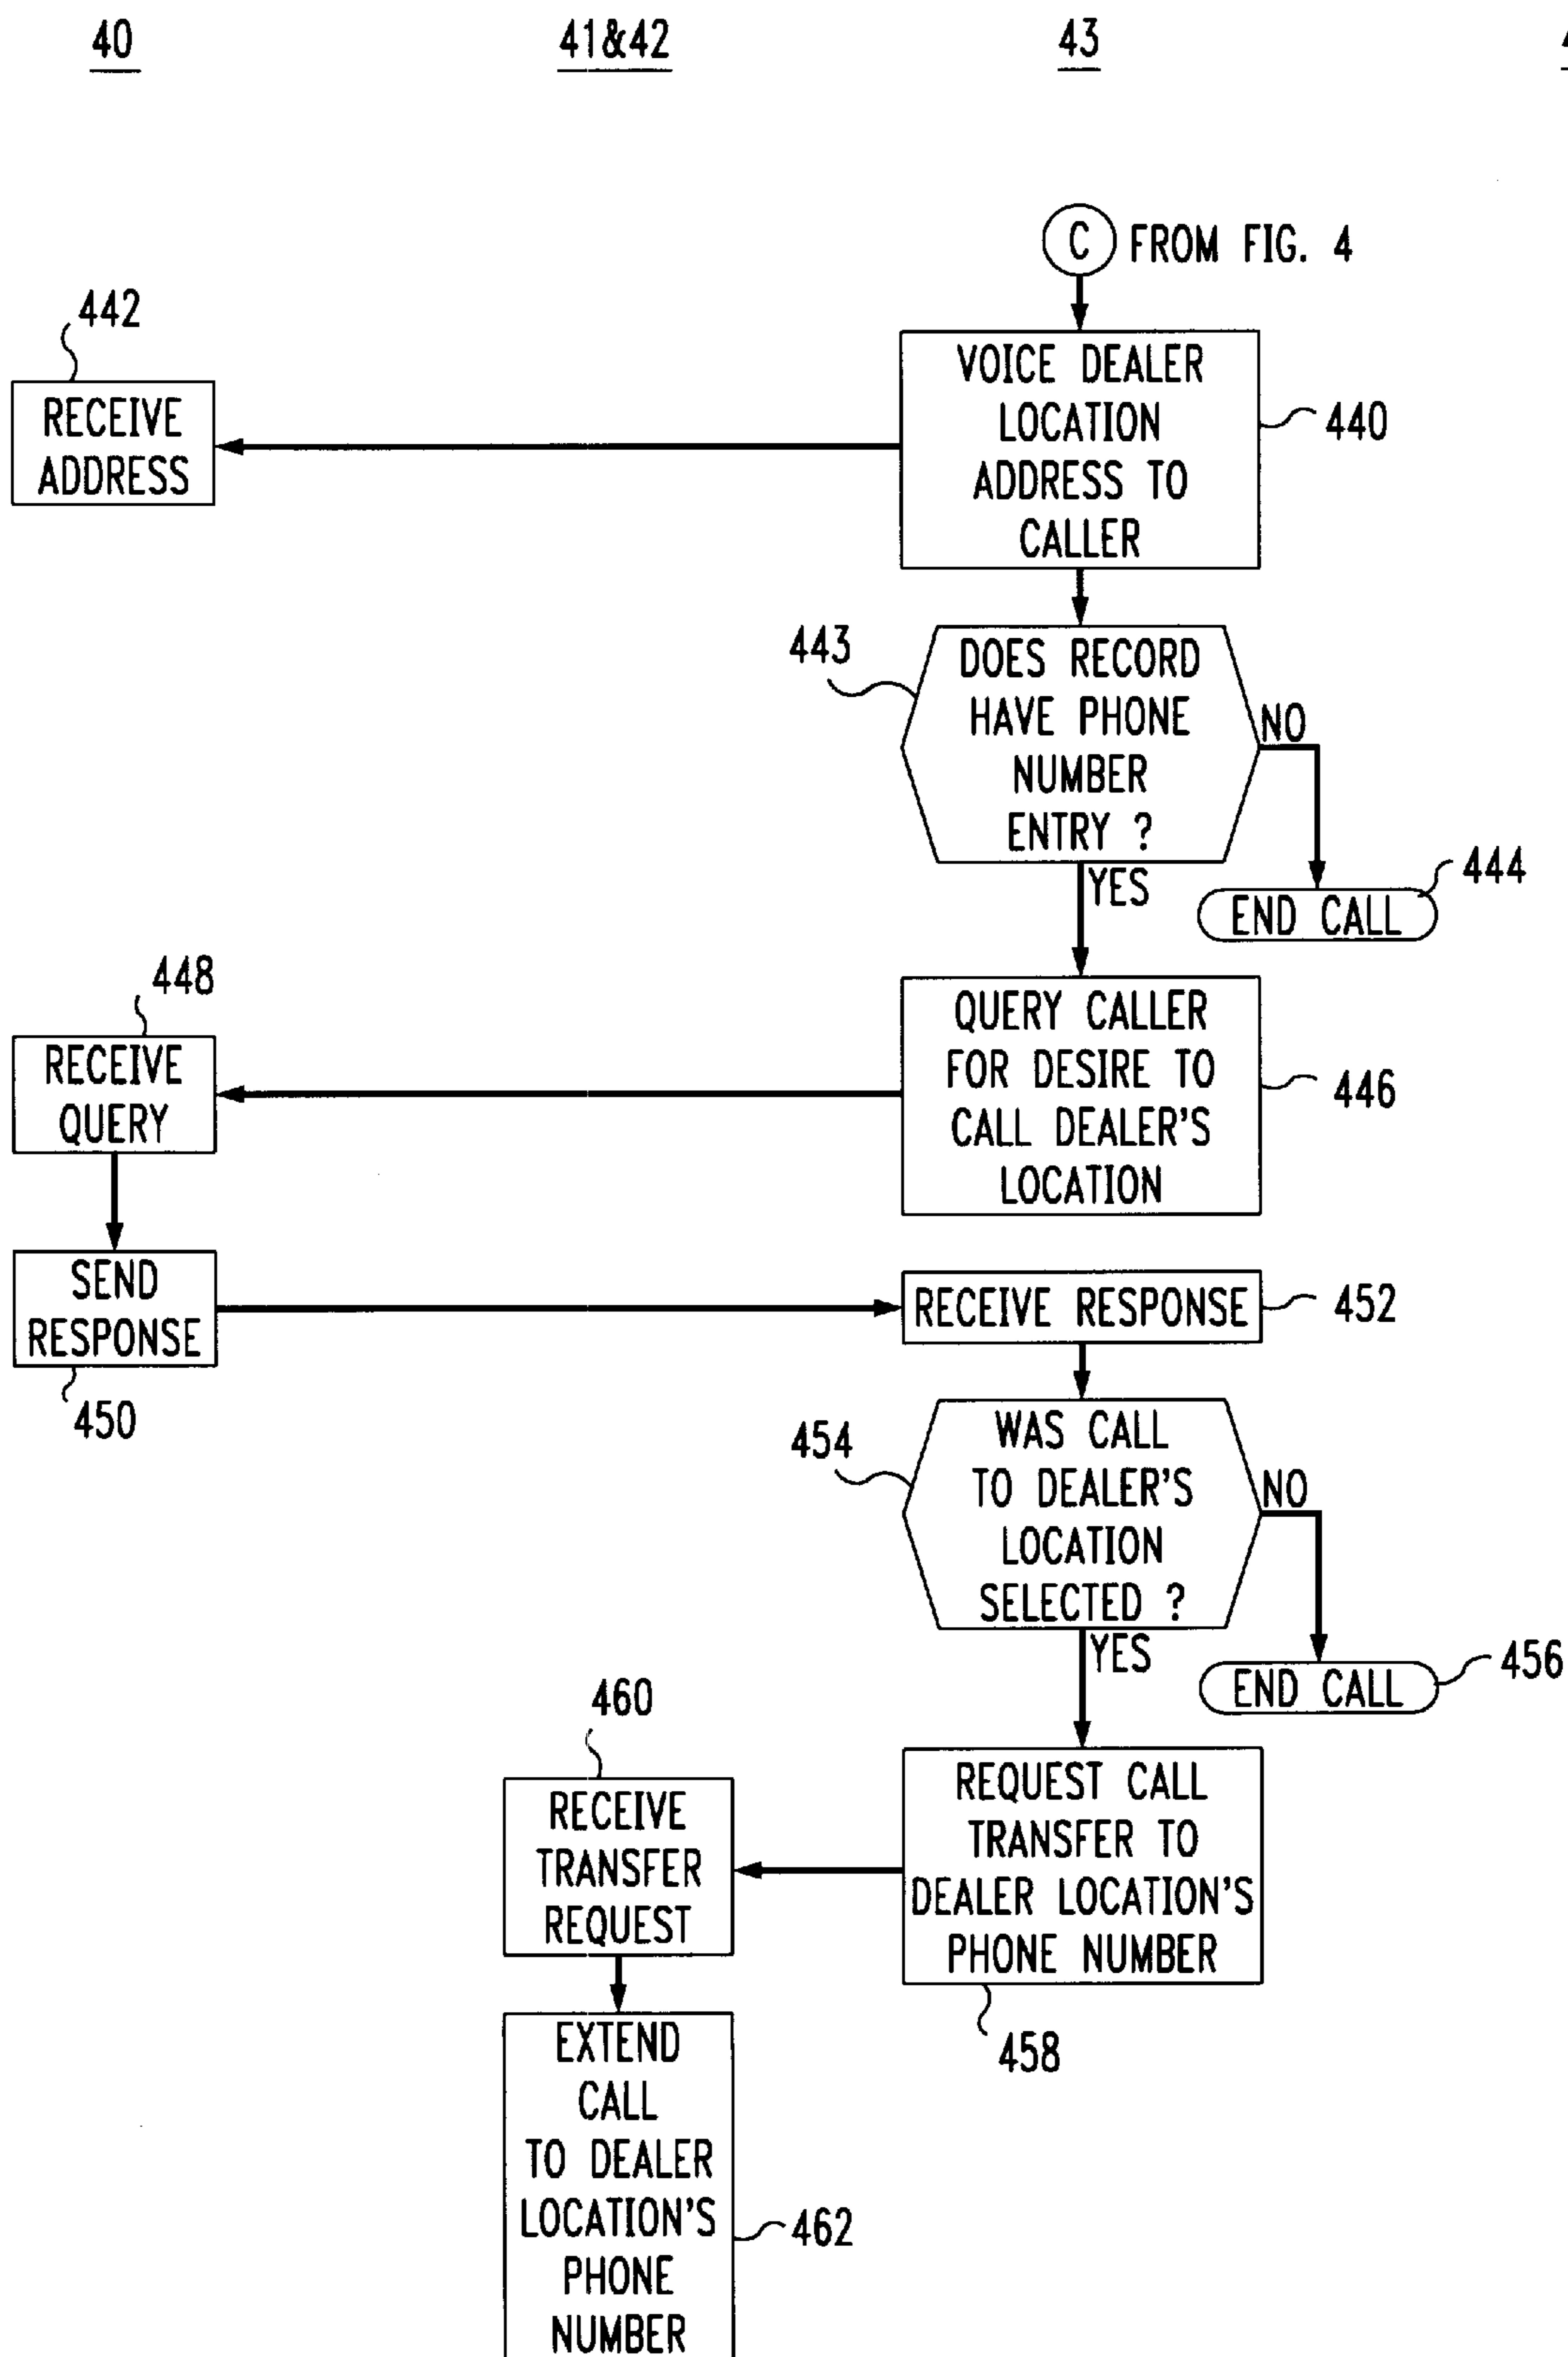 40
41&42
43
C FROM FIG. 4
442
RECEIVE
ADDRESS
VOICE DEALER
LOCATION
ADDRESS TO
CALLER
440
443
DOES RECORD
HAVE PHONE
NUMBER
ENTRY ?
NO
YES
444
END CALL
448
RECEIVE
QUERY
QUERY CALLER
FOR DESIRE TO
CALL DEALER'S
LOCATION
446
SEND
RESPONSE
450
RECEIVE RESPONSE
452
454
WAS CALL
TO DEALER'S
LOCATION
SELECTED ?
NO
YES
456
END CALL
460
RECEIVE
TRANSFER
REQUEST
REQUEST CALL
TRANSFER TO
DEALER LOCATION'S
PHONE NUMBER
458
EXTEND
CALL
TO DEALER
LOCATION'S
PHONE
NUMBER
462